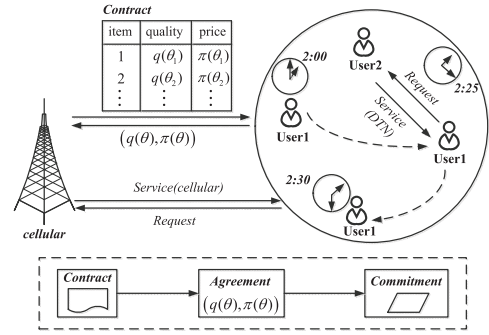 Contract
item quality price
1 q(θ₁) π(θ₁)
2 q(θ₂) π(θ₂)
⋮ ⋮ ⋮
2:00
User2
2:25
Request
Service
(DTN)
User1
User1
(q(θ),π(θ))
2:30
Service(cellular)
Request
User1
cellular
Contract
Agreement
(q(θ),π(θ))
Commitment